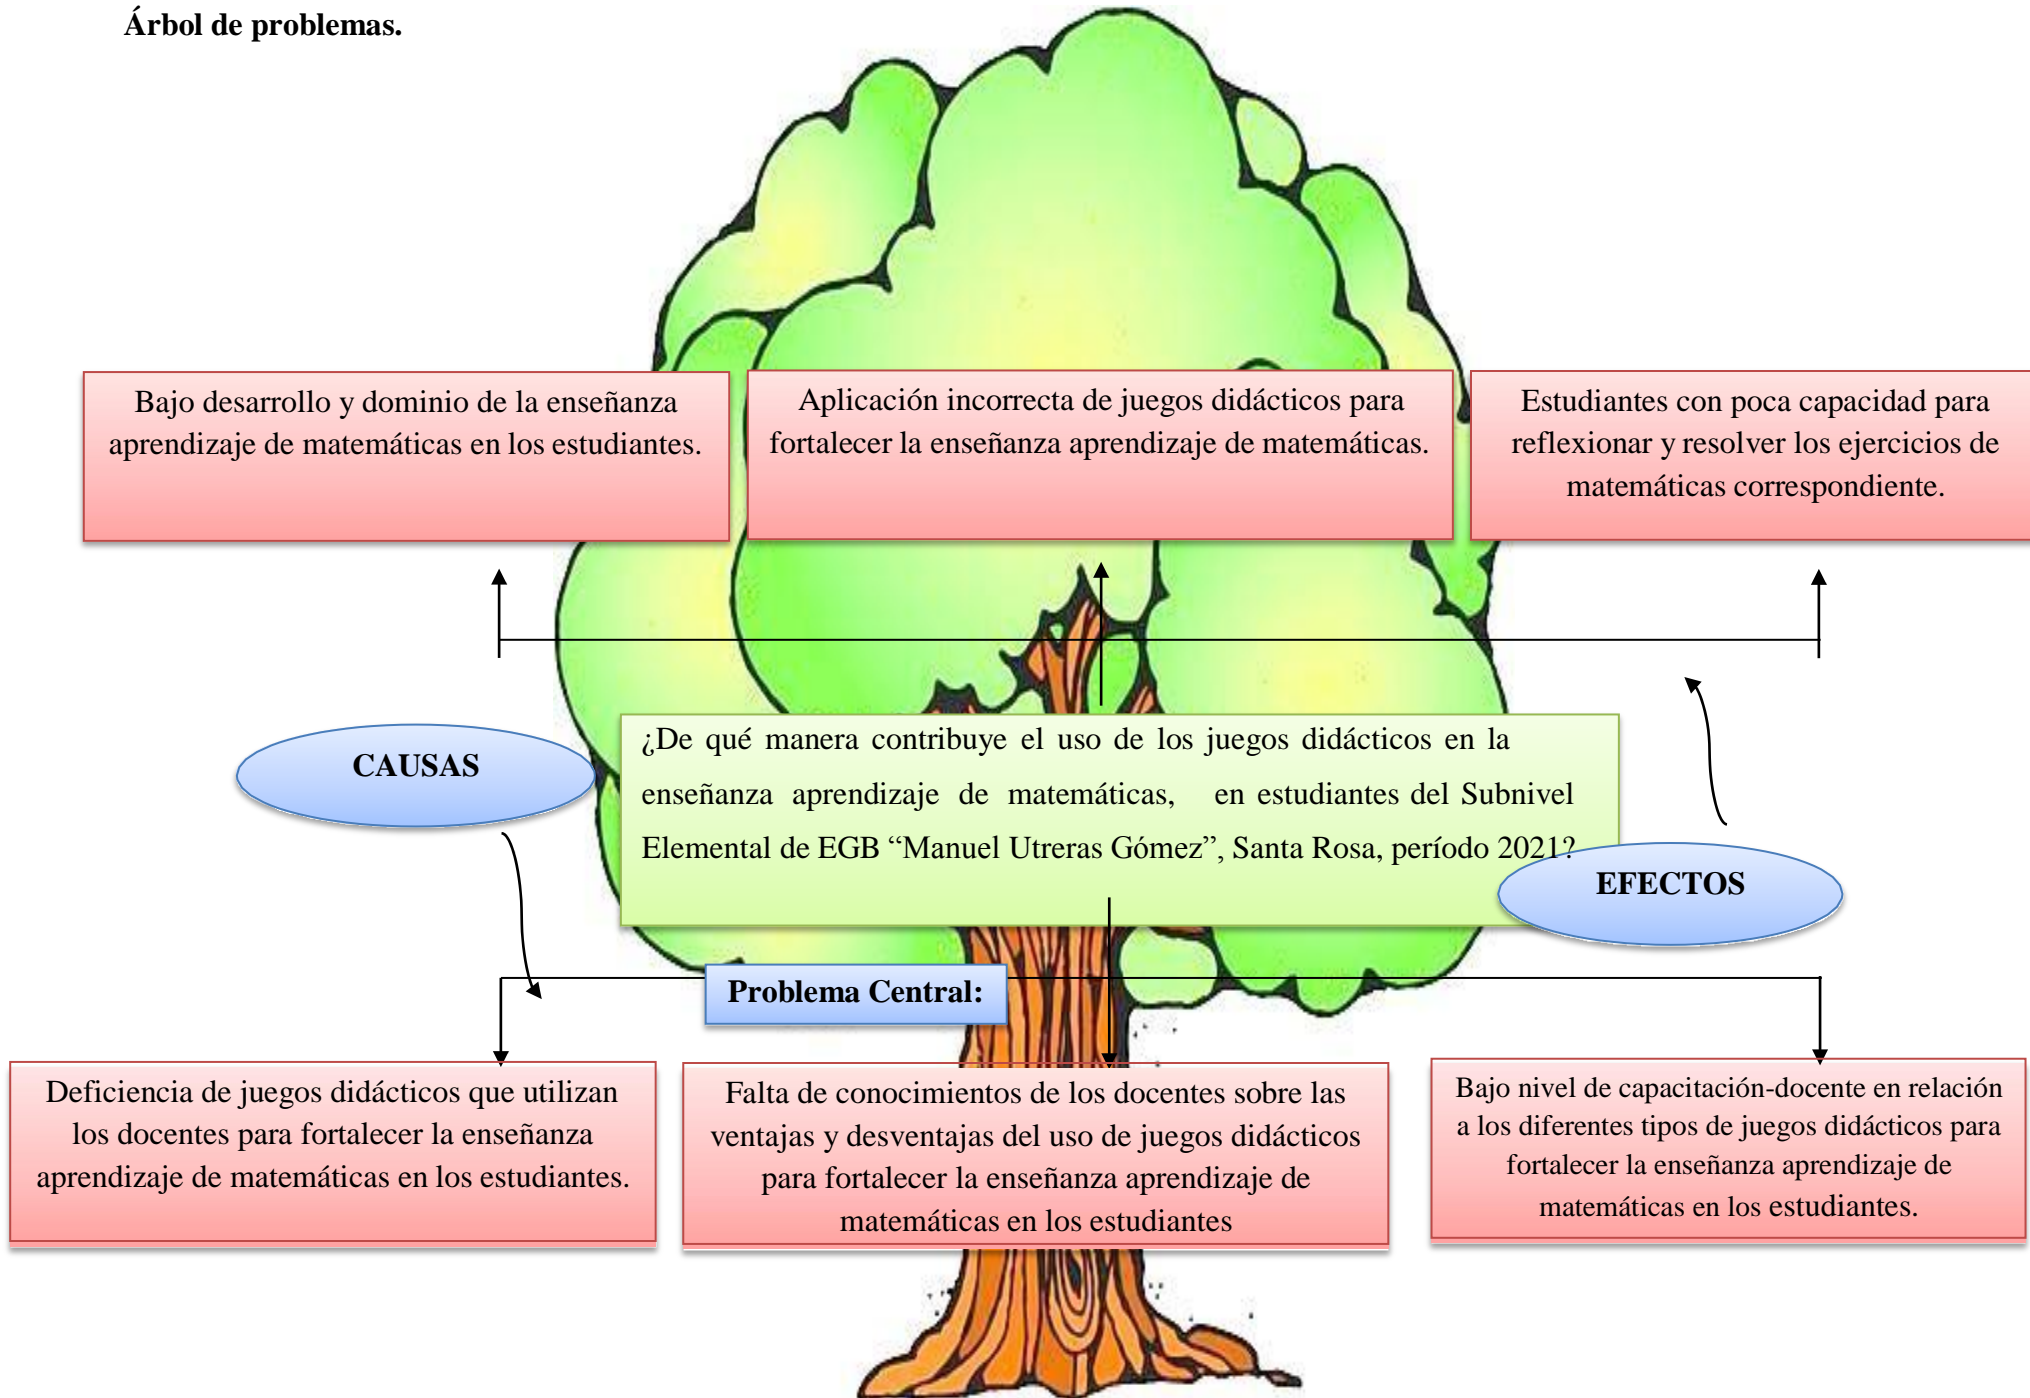 Árbol de problemas.
Bajo desarrollo y dominio de la enseñanza
aprendizaje de matemáticas en los estudiantes.
Aplicación incorrecta de juegos didácticos para
fortalecer la enseñanza aprendizaje de matemáticas.
Estudiantes con poca capacidad para
reflexionar y resolver los ejercicios de
matemáticas correspondiente.
CAUSAS
¿De qué manera contribuye el uso de los juegos didácticos en la
enseñanza aprendizaje de matemáticas, en estudiantes del Subnivel
Elemental de EGB “Manuel Utreras Gómez”, Santa Rosa, período 2021?
EFECTOS
Problema Central:
Deficiencia de juegos didácticos que utilizan
los docentes para fortalecer la enseñanza
aprendizaje de matemáticas en los estudiantes.
Falta de conocimientos de los docentes sobre las
ventajas y desventajas del uso de juegos didácticos
para fortalecer la enseñanza aprendizaje de
matemáticas en los estudiantes
Bajo nivel de capacitación-docente en relación
a los diferentes tipos de juegos didácticos para
fortalecer la enseñanza aprendizaje de
matemáticas en los estudiantes.